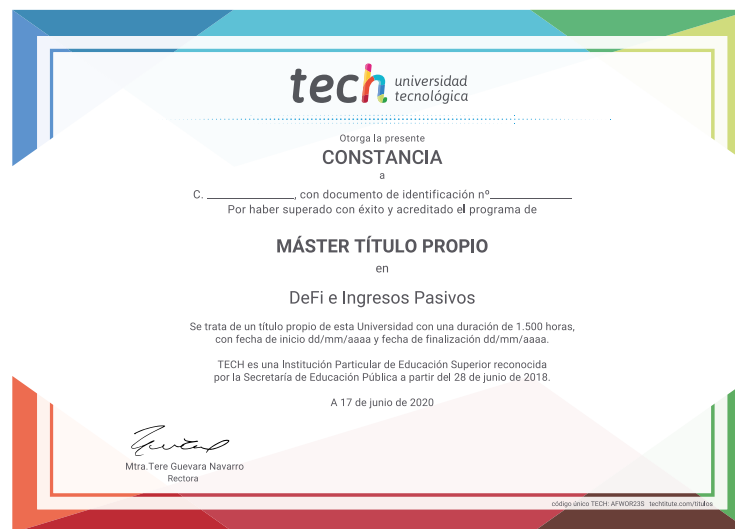 tech universidad
tecnológica
Otorga la presente
CONSTANCIA
a
C. ______________, con documento de identificación nº______________
Por haber superado con éxito y acreditado el programa de
MÁSTER TÍTULO PROPIO
en
DeFi e Ingresos Pasivos
Se trata de un título propio de esta Universidad con una duración de 1.500 horas,
con fecha de inicio dd/mm/aaaa y fecha de finalización dd/mm/aaaa.
TECH es una Institución Particular de Educación Superior reconocida
por la Secretaría de Educación Pública a partir del 28 de junio de 2018.
A 17 de junio de 2020
Mtra.Tere Guevara Navarro
Rectora
código único TECH: AFWOR23S techtitute.com/títulos